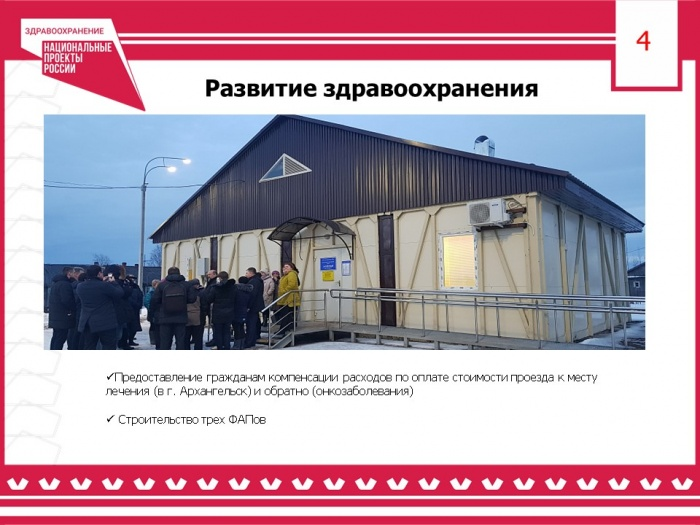 ЗДРАВООХРАНЕНИЕ
НАЦИОНАЛЬНЫЕ
ПРОЕКТЫ
РОССИИ
4
Развитие здравоохранения
✓Предоставление гражданам компенсации расходов по оплате стоимости проезда к месту
лечения (в г. Архангельск) и обратно (онкозаболевания)
✓ Строительство трех ФАПов